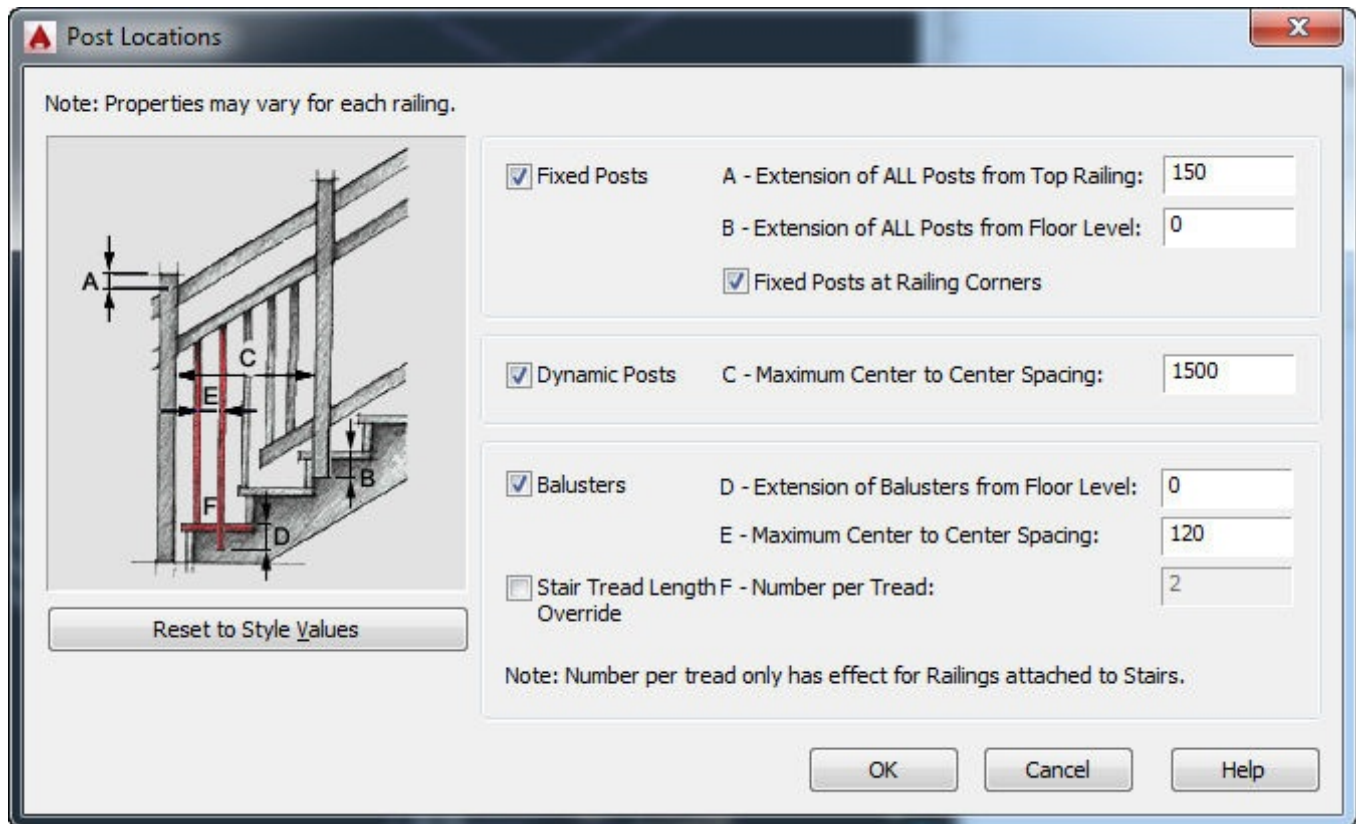 Post Locations
Note: Properties may vary for each railing.
A
C
E
B
F
D
Reset to Style Values
Fixed Posts
A - Extension of ALL Posts from Top Railing: 150
B - Extension of ALL Posts from Floor Level: 0
Fixed Posts at Railing Corners
Dynamic Posts
C - Maximum Center to Center Spacing: 1500
Balusters
D - Extension of Balusters from Floor Level: 0
E - Maximum Center to Center Spacing: 120
Stair Tread Length
Override
F - Number per Tread: 2
Note: Number per tread only has effect for Railings attached to Stairs.
OK
Cancel
Help